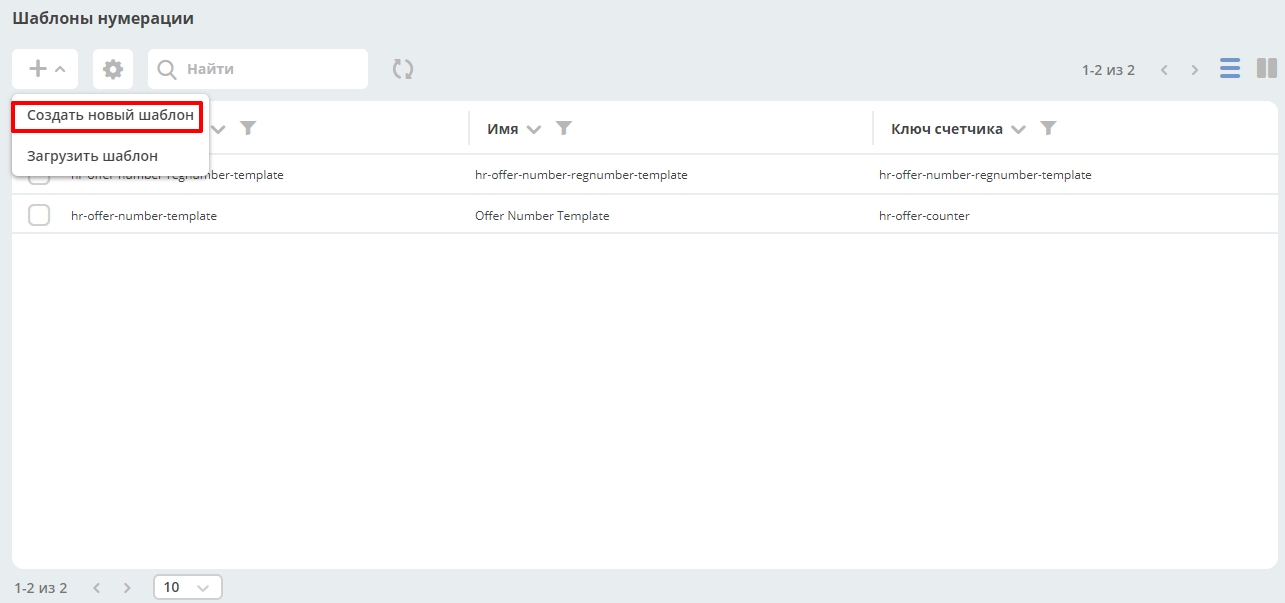 Шаблоны нумерации
Найти
1-2 из 2
Создать новый шаблон
Загрузить шаблон
Имя
Ключ счетчика
hr-offer-number-regnumber-template
hr-offer-number-regnumber-template
hr-offer-number-regnumber-template
hr-offer-number-template
Offer Number Template
hr-offer-counter
1-2 из 2
10